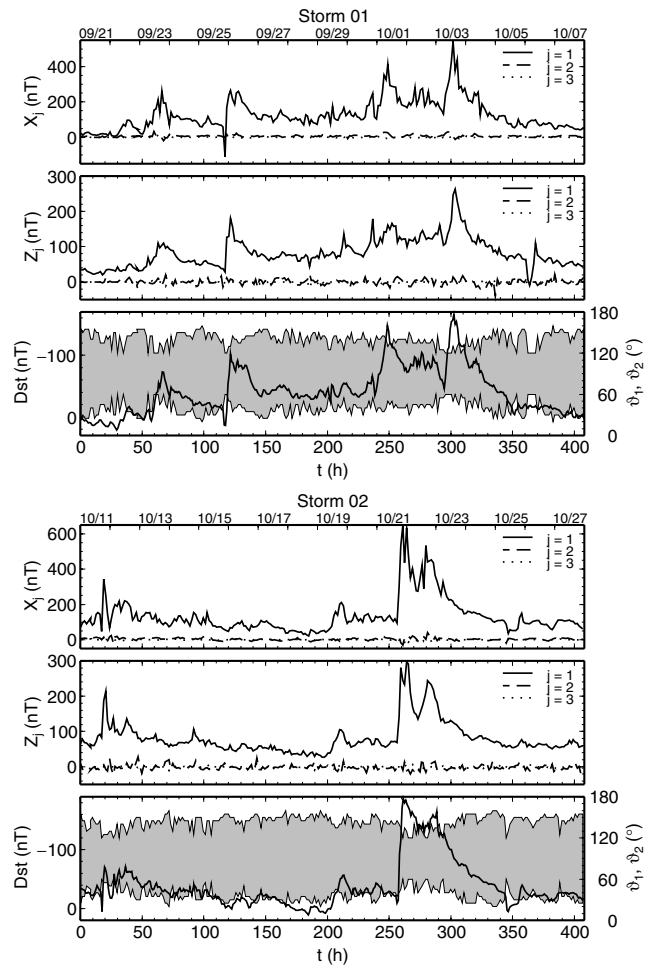 Storm 01
09/21 09/23 09/25 09/27 09/29 10/01 10/03 10/05 10/07
400
200
0
X_j (nT)
j = 1
j = 2
j = 3
300
200
100
0
Z_j (nT)
j = 1
j = 2
j = 3
−100
0
Dst (nT)
180
120
60
0
ϑ_1, ϑ_2 (°)
0 50 100 150 200 250 300 350 400
t (h)
Storm 02
10/11 10/13 10/15 10/17 10/19 10/21 10/23 10/25 10/27
600
400
200
0
X_j (nT)
j = 1
j = 2
j = 3
300
200
100
0
Z_j (nT)
j = 1
j = 2
j = 3
−100
0
Dst (nT)
180
120
60
0
ϑ_1, ϑ_2 (°)
0 50 100 150 200 250 300 350 400
t (h)